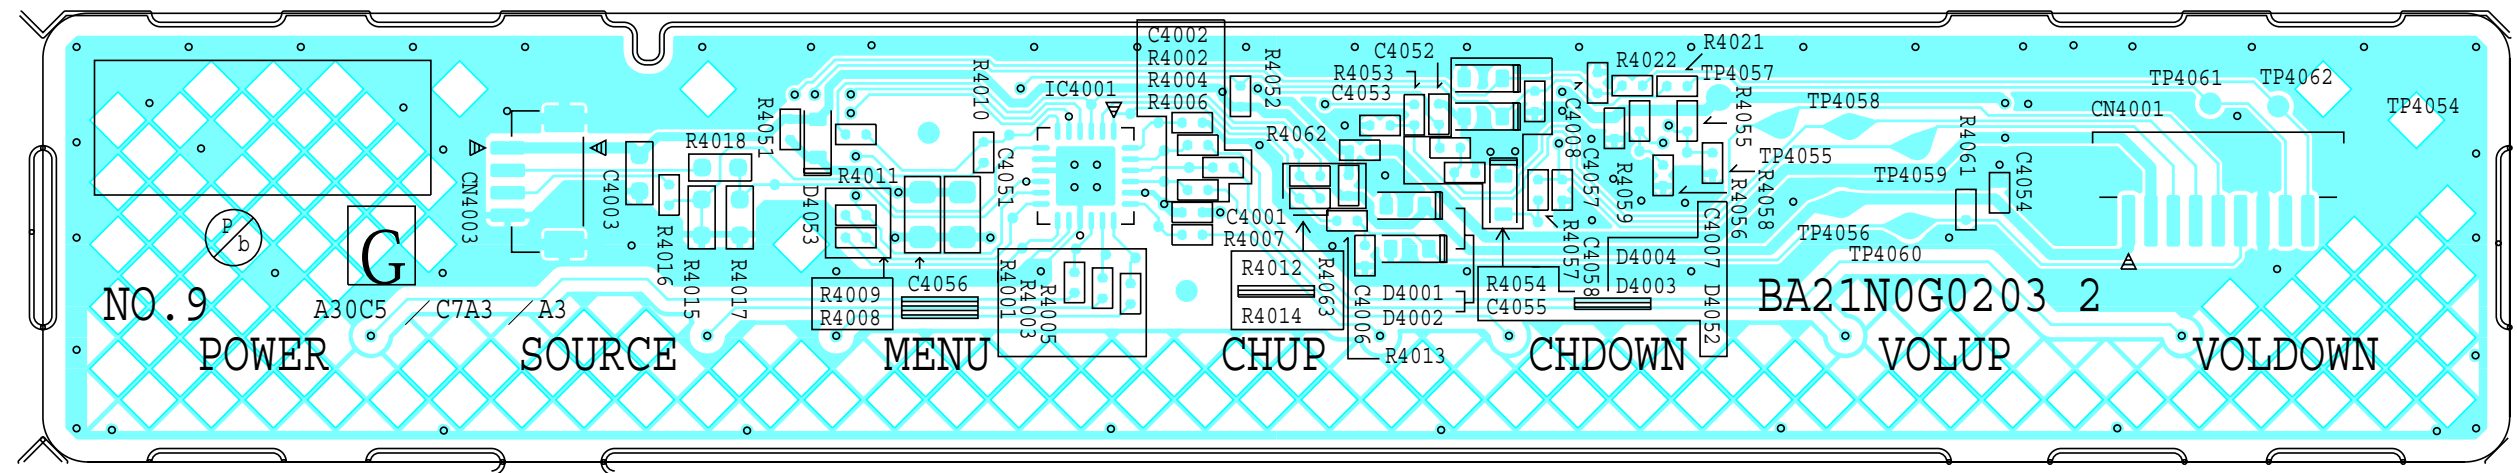 C4002
R4002
R4004
R4006
R4052
C4052
R4053
C4053
R4022
R4021
TP4057
TP4061
TP4062
TP4058
CN4001
TP4054
R4010
IC4001
R4051
R4018
R4062
C4008
R4055
C4051
R4011
CN4003
C4003
D4053
C4057
R4059
TP4055
TP4059
R4061
C4054
R4058
R4056
P
b
G
C4001
R4007
C4007
TP4056
TP4060
R4016
R4015
R4017
R4009
R4008
C4056
R4001
R4003
R4005
R4012
R4014
R4063
C4006
R4013
D4001
D4002
R4057
C4058
R4054
C4055
D4004
D4003
D4052
NO.9
A30C5 / C7A3 / A3
BA21N0G0203 2
POWER
SOURCE
MENU
CHUP
CHDOWN
VOLUP
VOLDOWN